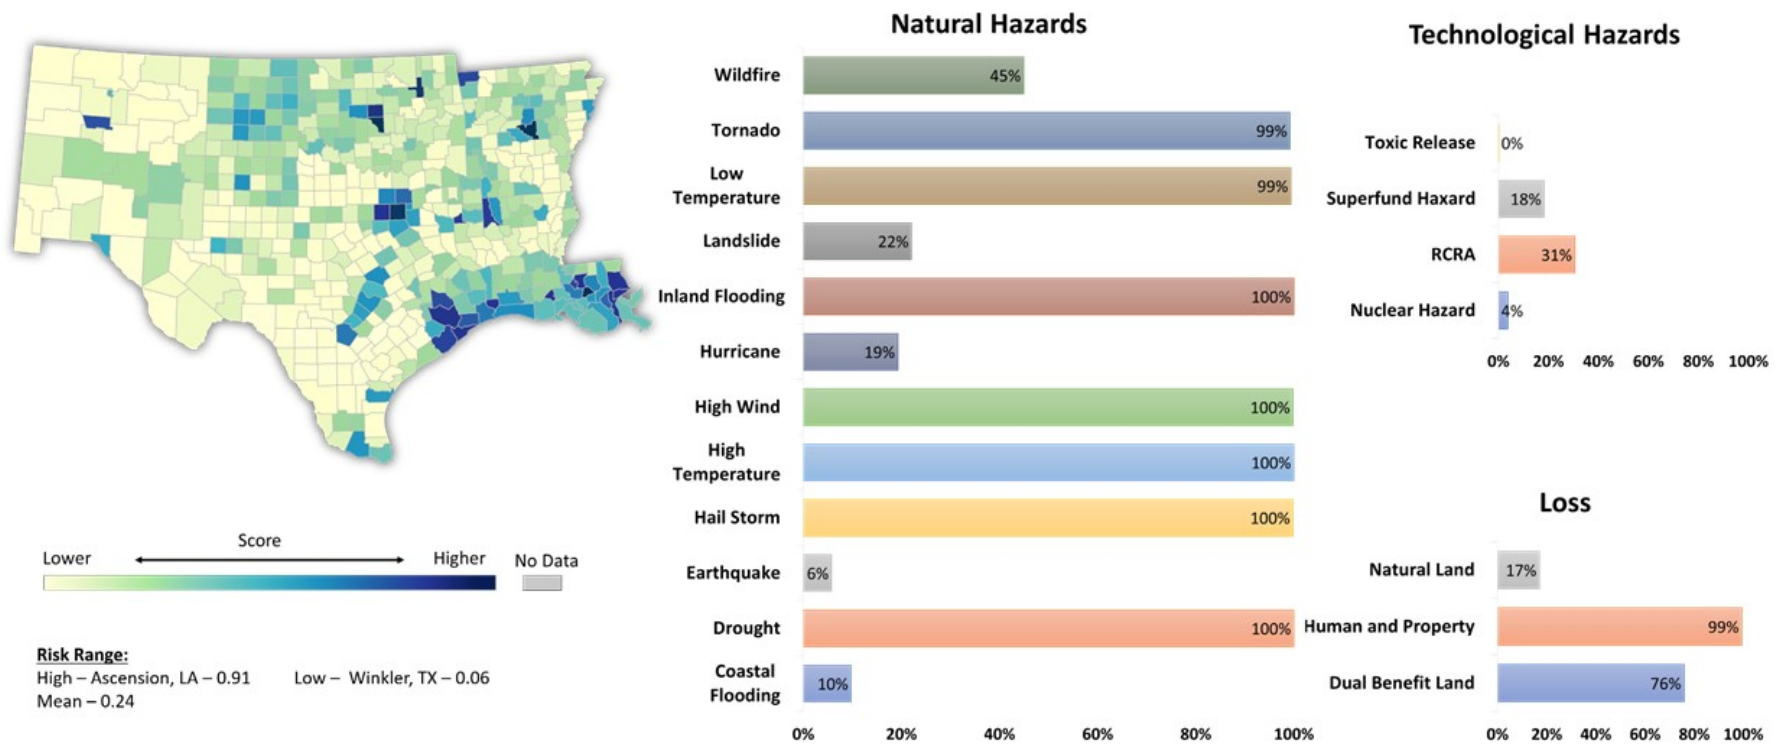 Natural Hazards
Wildfire
45%
Tornado
99%
Low
Temperature
99%
Landslide
22%
Inland Flooding
100%
Hurricane
19%
High Wind
100%
High
Temperature
100%
Hail Storm
100%
Earthquake
6%
Drought
100%
Coastal
Flooding
10%
0% 20% 40% 60% 80% 100%
Technological Hazards
Toxic Release
0%
Superfund Haxard
18%
RCRA
31%
Nuclear Hazard
4%
0% 20% 40% 60% 80% 100%
Loss
Natural Land
17%
Human and Property
99%
Dual Benefit Land
76%
0% 20% 40% 60% 80% 100%
Score
Lower Higher No Data
Risk Range:
High – Ascension, LA – 0.91 Low – Winkler, TX – 0.06
Mean – 0.24